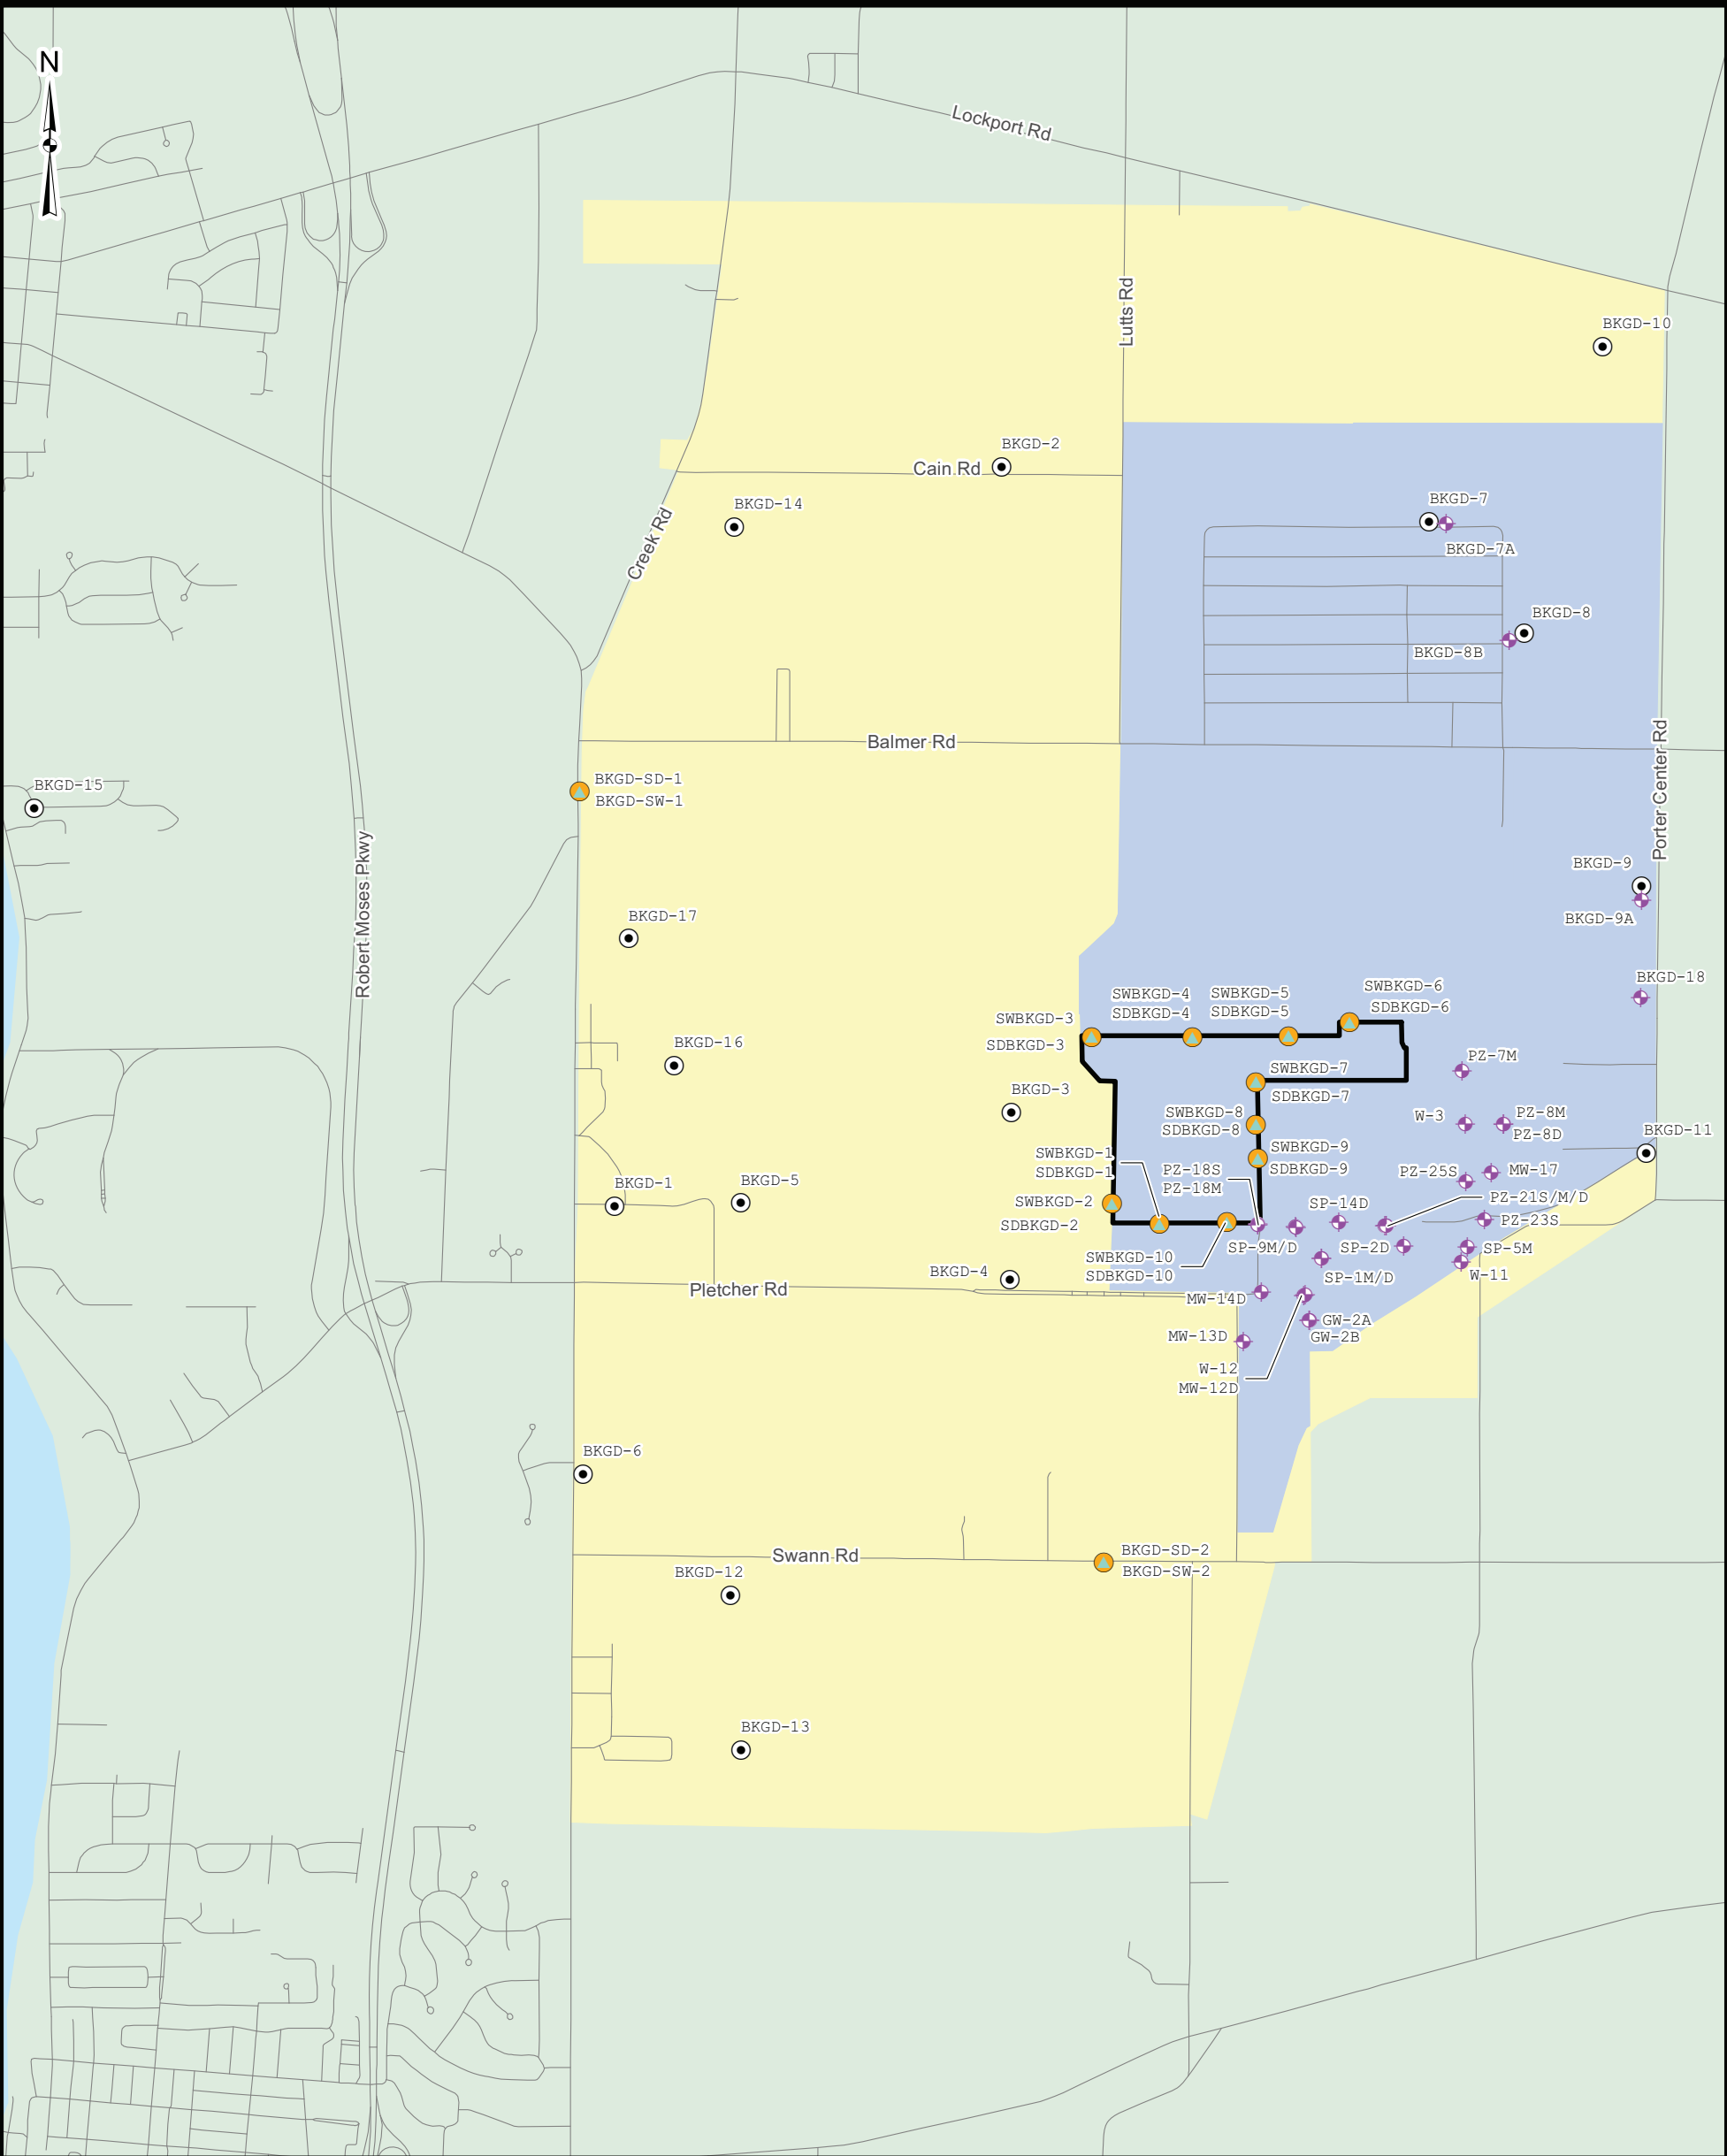 N
Lockport Rd
Lutts Rd
BKGD-10
BKGD-2
Cain Rd
BKGD-14
BKGD-7
BKGD-7A
Creek Rd
BKGD-8
BKGD-8B
Balmer Rd
Porter Center Rd
BKGD-15
BKGD-SD-1
BKGD-SW-1
Robert Moses Pkwy
BKGD-9
BKGD-9A
BKGD-17
BKGD-18
SWBKGD-6
SDBKGD-6
SWBKGD-4
SDBKGD-4
SWBKGD-5
SDBKGD-5
SWBKGD-3
SDBKGD-3
BKGD-16
PZ-7M
SWBKGD-7
SDBKGD-7
BKGD-3
SWBKGD-8
SDBKGD-8
W-3
PZ-8M
PZ-8D
BKGD-11
SWBKGD-1
SDBKGD-1
SWBKGD-9
SDBKGD-9
PZ-18S
PZ-18M
PZ-25S
MW-17
BKGD-1
BKGD-5
SWBKGD-2
SDBKGD-2
SP-14D
PZ-21S/M/D
PZ-23S
SP-9M/D
SP-2D
SP-5M
SWBKGD-10
SDBKGD-10
BKGD-4
SP-1M/D
W-11
Pletcher Rd
MW-14D
GW-2A
GW-2B
MW-13D
W-12
MW-12D
BKGD-6
Swann Rd
BKGD-SD-2
BKGD-SW-2
BKGD-12
BKGD-13